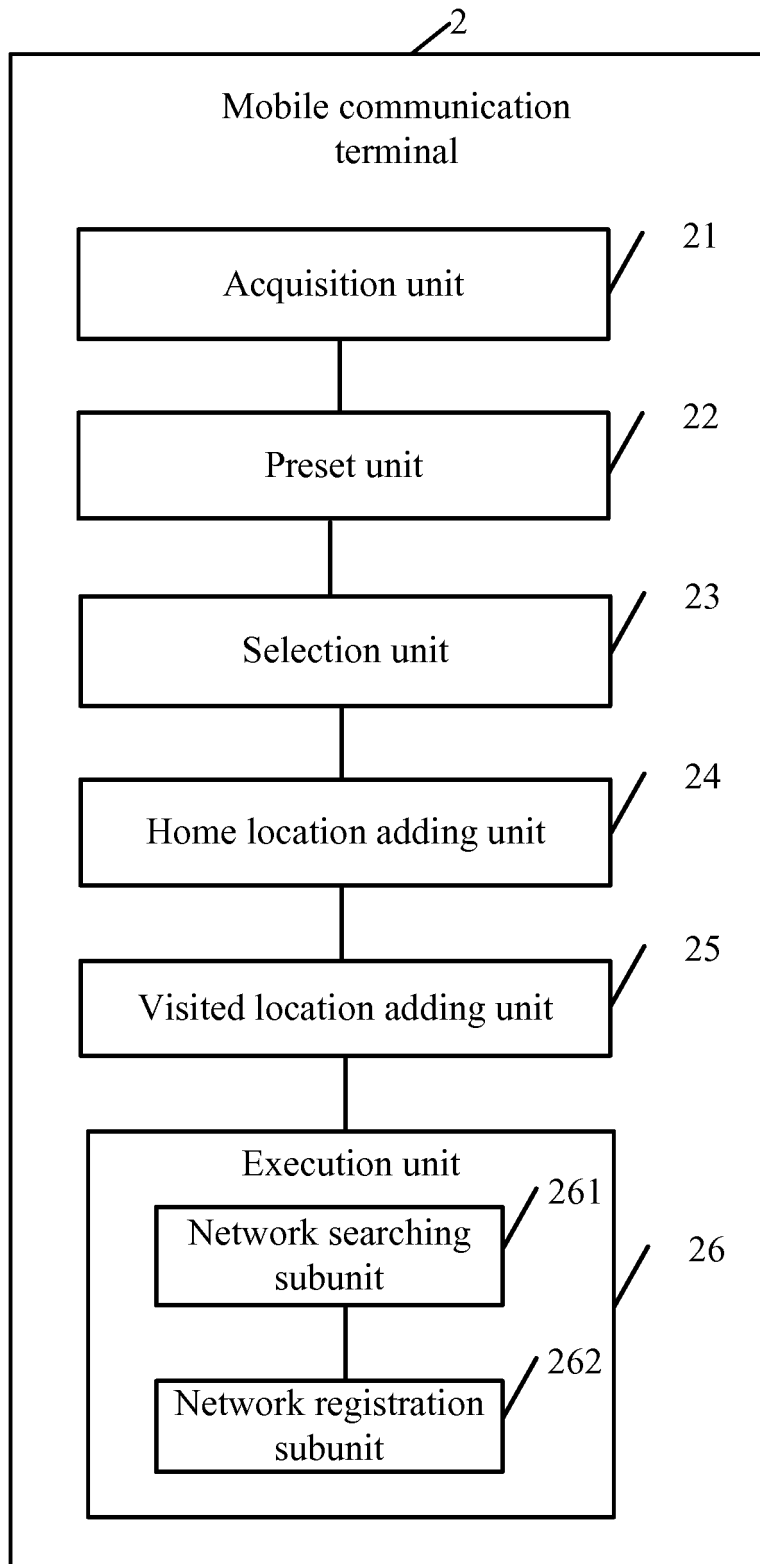 2
Mobile communication
terminal
21
Acquisition unit
22
Preset unit
23
Selection unit
24
Home location adding unit
25
Visited location adding unit
Execution unit
261
Network searching
subunit
26
262
Network registration
subunit